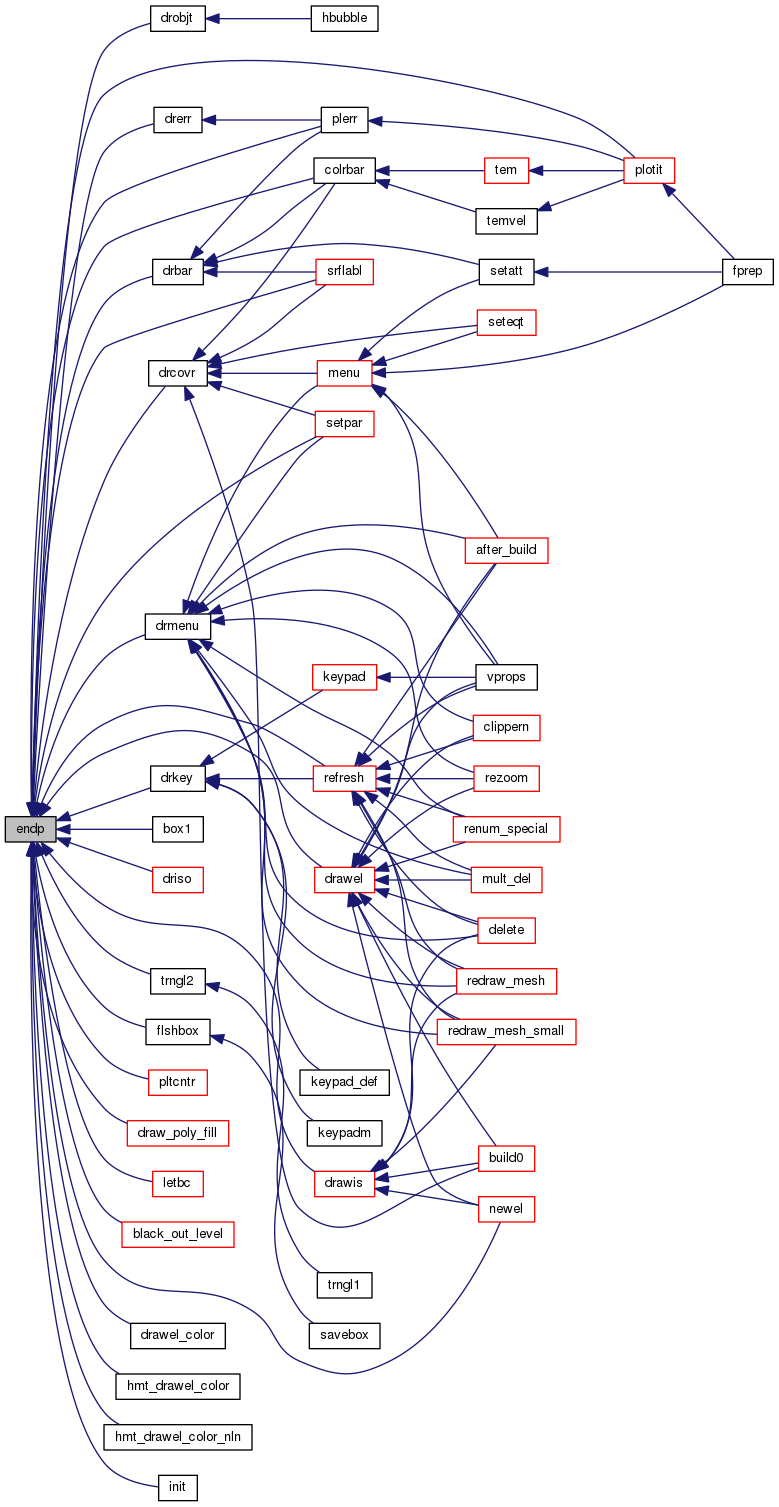 drobjt
hbubble
drerr
plerr
colrbar
tem
plotit
temvel
drbar
srflabl
setatt
fprep
seteqt
drcovr
menu
setpar
after_build
drmenu
keypad
vprops
clippern
drkey
refresh
rezoom
endp
box1
renum_special
driso
drawel
mult_del
delete
trngl2
redraw_mesh
flshbox
redraw_mesh_small
pltcntr
keypad_def
draw_poly_fill
keypadm
letbc
drawis
build0
newel
black_out_level
trngl1
drawel_color
savebox
hmt_drawel_color
hmt_drawel_color_nln
init